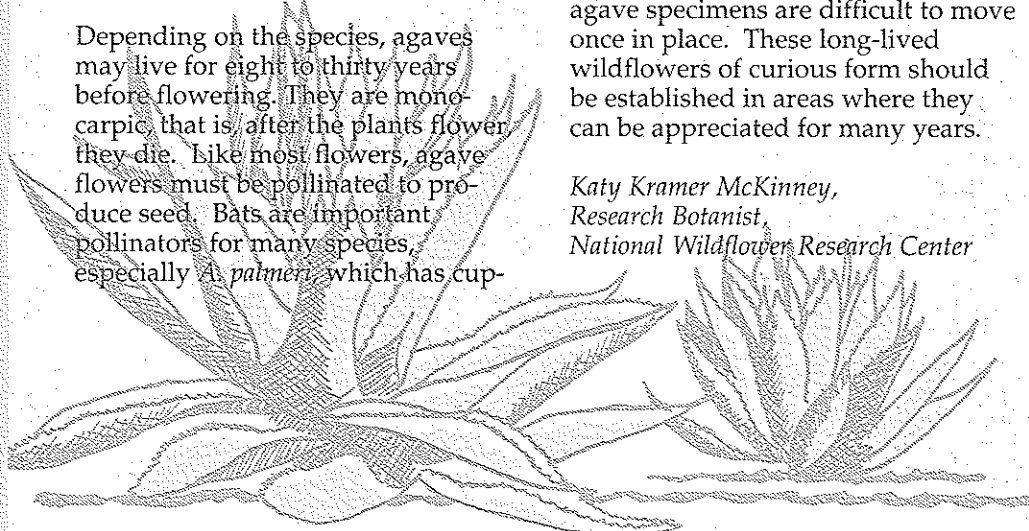 Depending on the species, agaves
may live for eight to thirty years
before flowering. They are mono-
carpic, that is, after the plants flower,
they die. Like most flowers, agave
flowers must be pollinated to pro-
duce seed. Bats are important
pollinators for many species,
especially A. palmeri, which has cup-
agave specimens are difficult to move
once in place. These long-lived
wildflowers of curious form should
be established in areas where they
can be appreciated for many years.
Katy Kramer McKinney,
Research Botanist,
National Wildflower Research Center